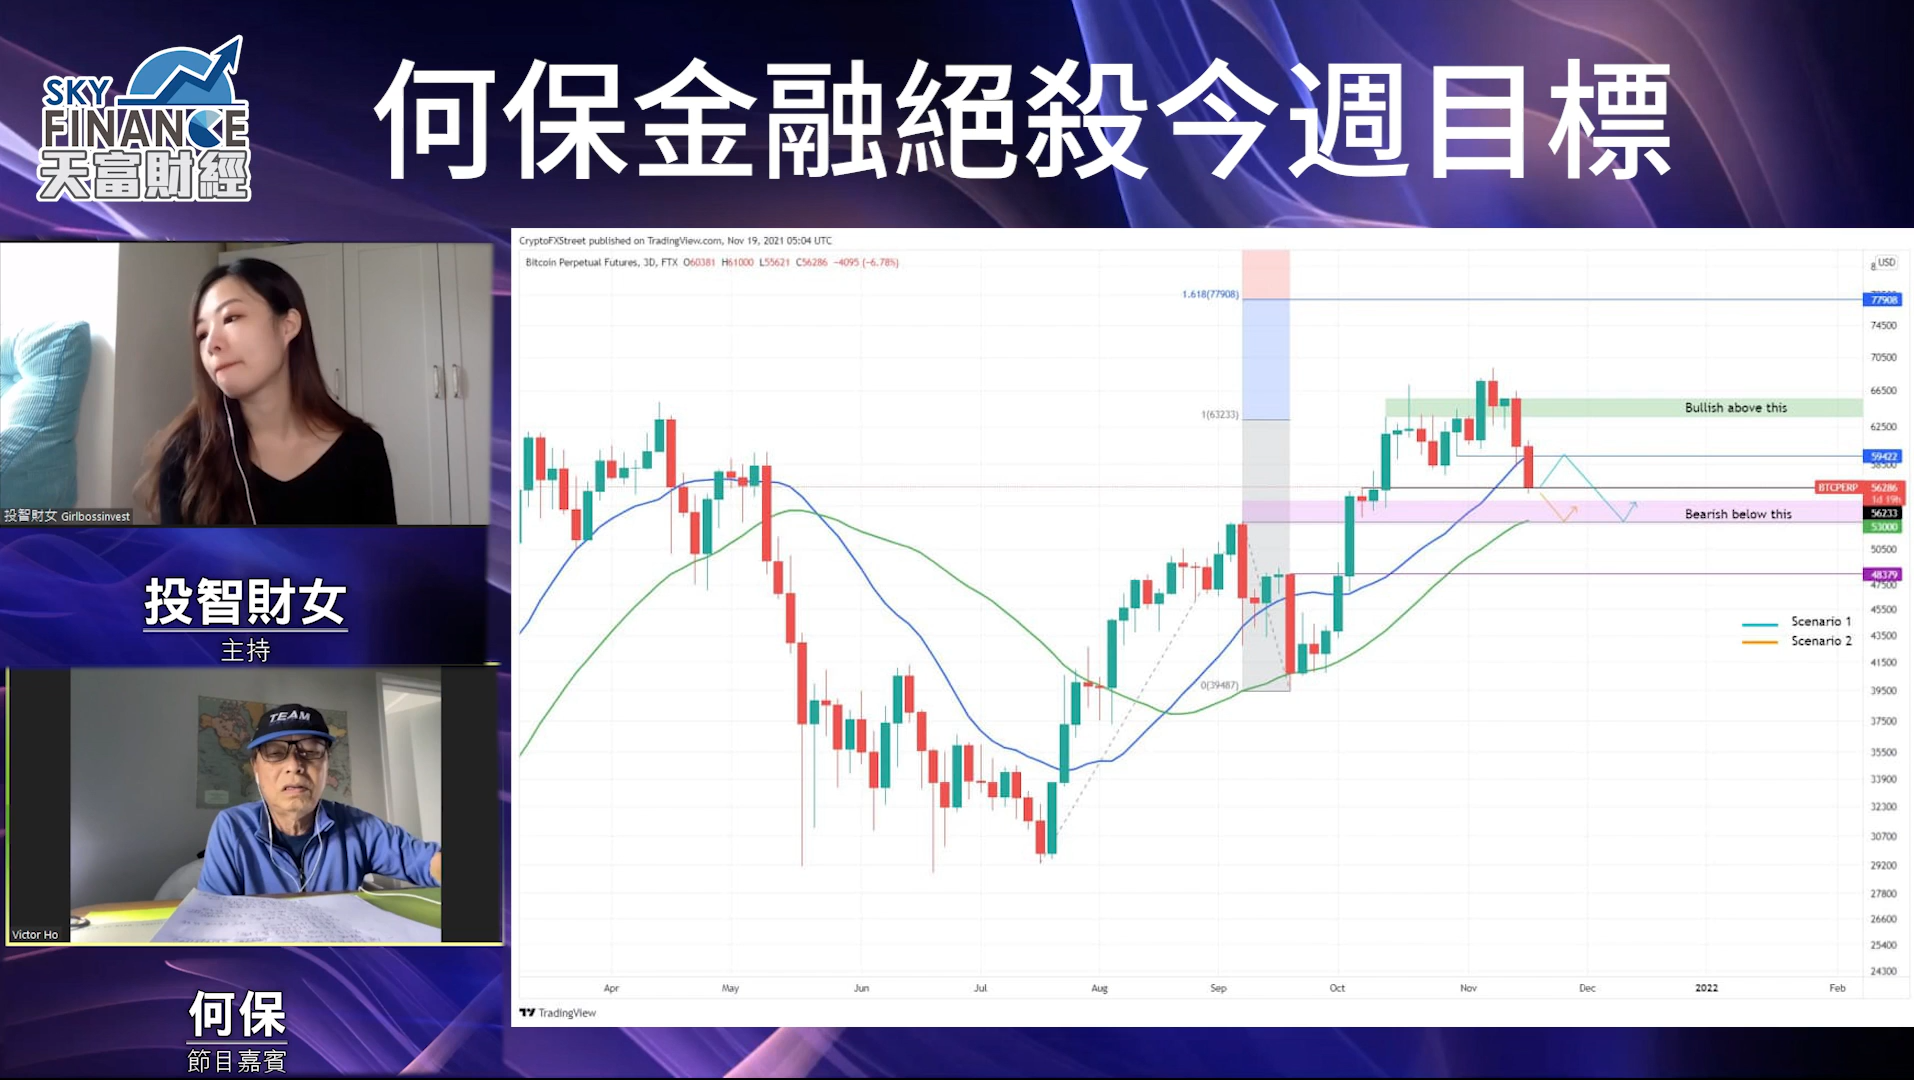 SKY
FINANCE
天富財經
何保金融絕殺今週目標
投智財女 Girlbossinvest
投智財女
主持
TEAM
Victor Ho
何保
節目嘉賓
CryptoFXStreet published on TradingView.com, Nov 19, 2021 05:04 UTC
Bitcoin Perpetual Futures, 3D, FTX O60381 H61000 L55621 C56286 −4095 (−6.78%)
USD
1.618(77908)
77908
74500
70500
66500
Bullish above this
1(63233)
62500
59422
58500
BTCPERP 56286
1d 19h
56233
Bearish below this
53000
50500
48379
47500
45500
Scenario 1
43500
Scenario 2
41500
0(39487)
39500
37500
35500
33900
32300
30700
29200
27800
26600
25400
24300
Apr May Jun Jul Aug Sep Oct Nov Dec 2022 Feb
TradingView